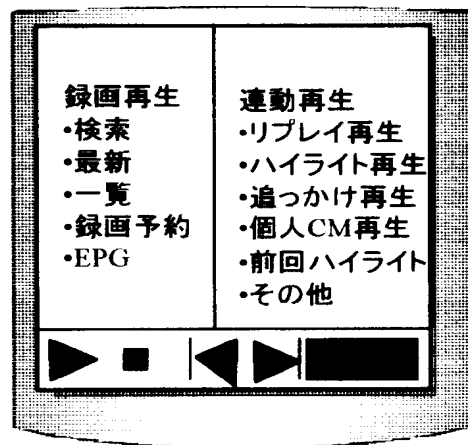 録画再生
・検索
・最新
・一覧
・録画予約
・EPG
連動再生
・リプレイ再生
・ハイライト再生
・追っかけ再生
・個人CM再生
・前回ハイライト
・その他